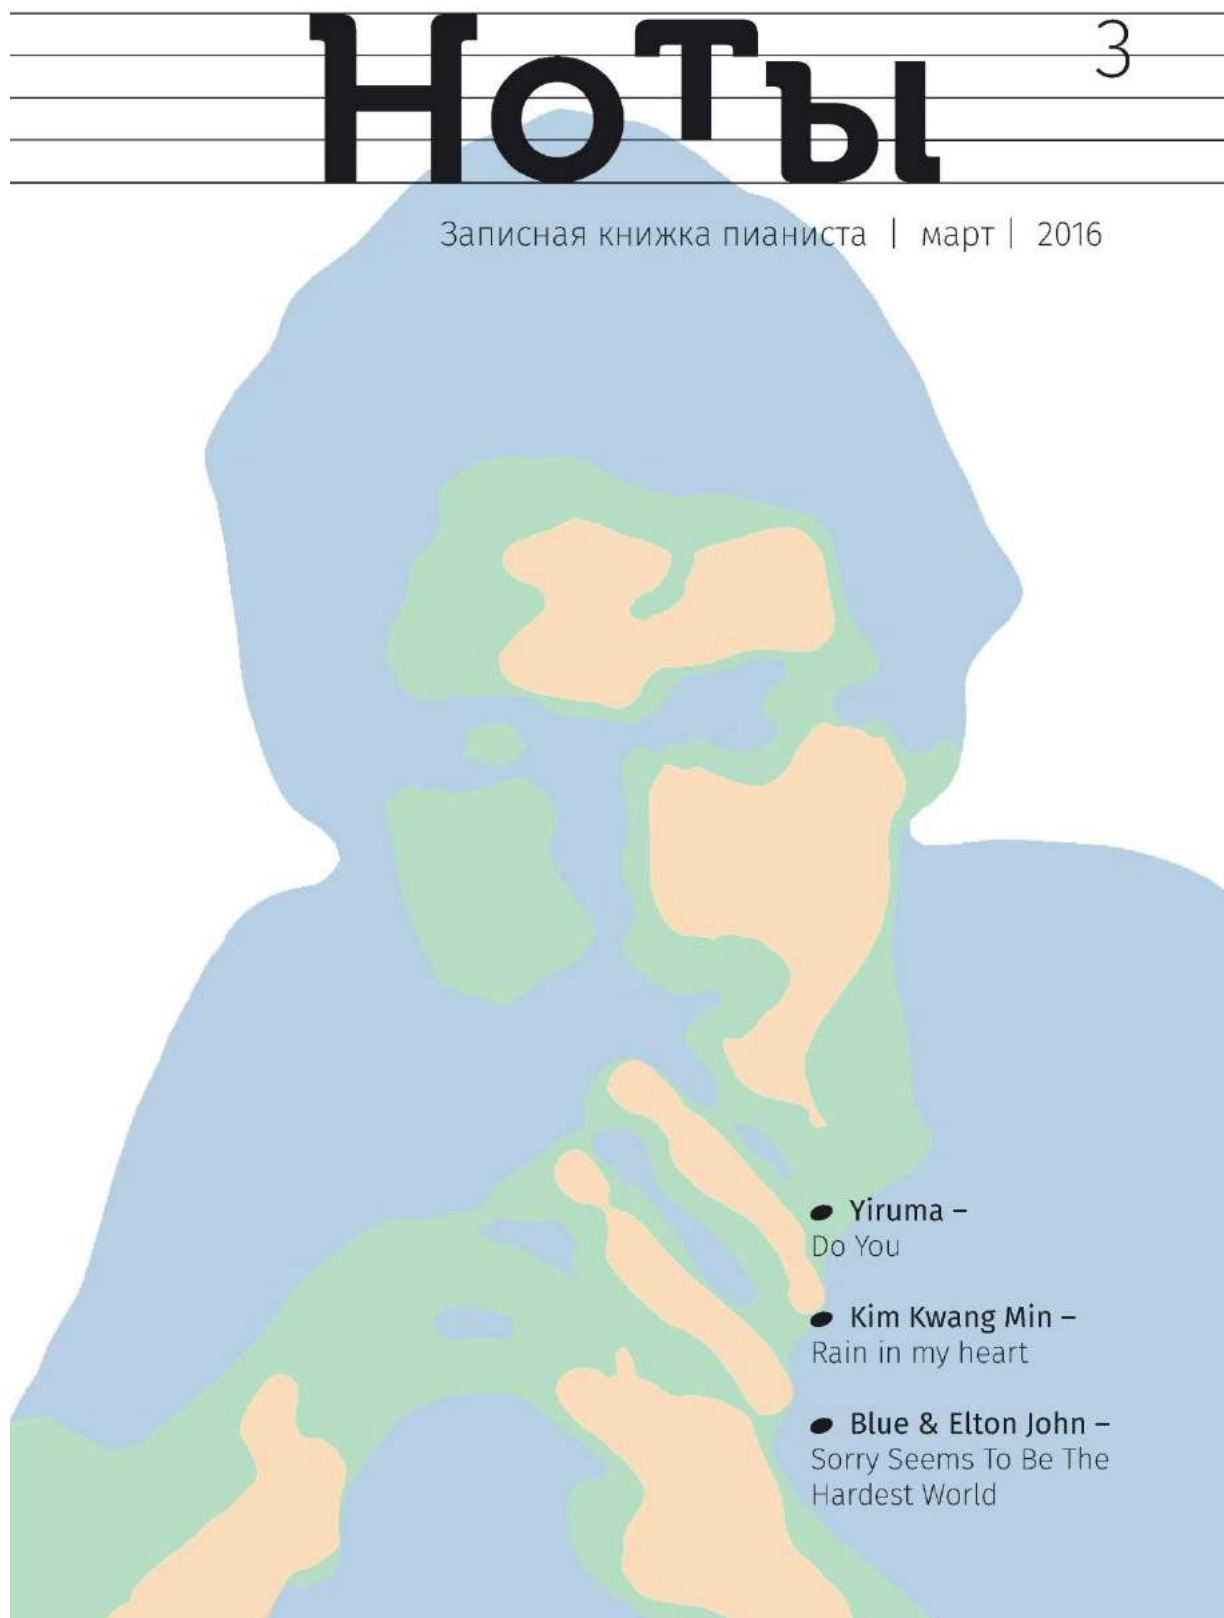 Ноты
3
Записная книжка пианиста | март | 2016
Yiruma –
Do You
Kim Kwang Min –
Rain in my heart
Blue & Elton John –
Sorry Seems To Be The
Hardest World